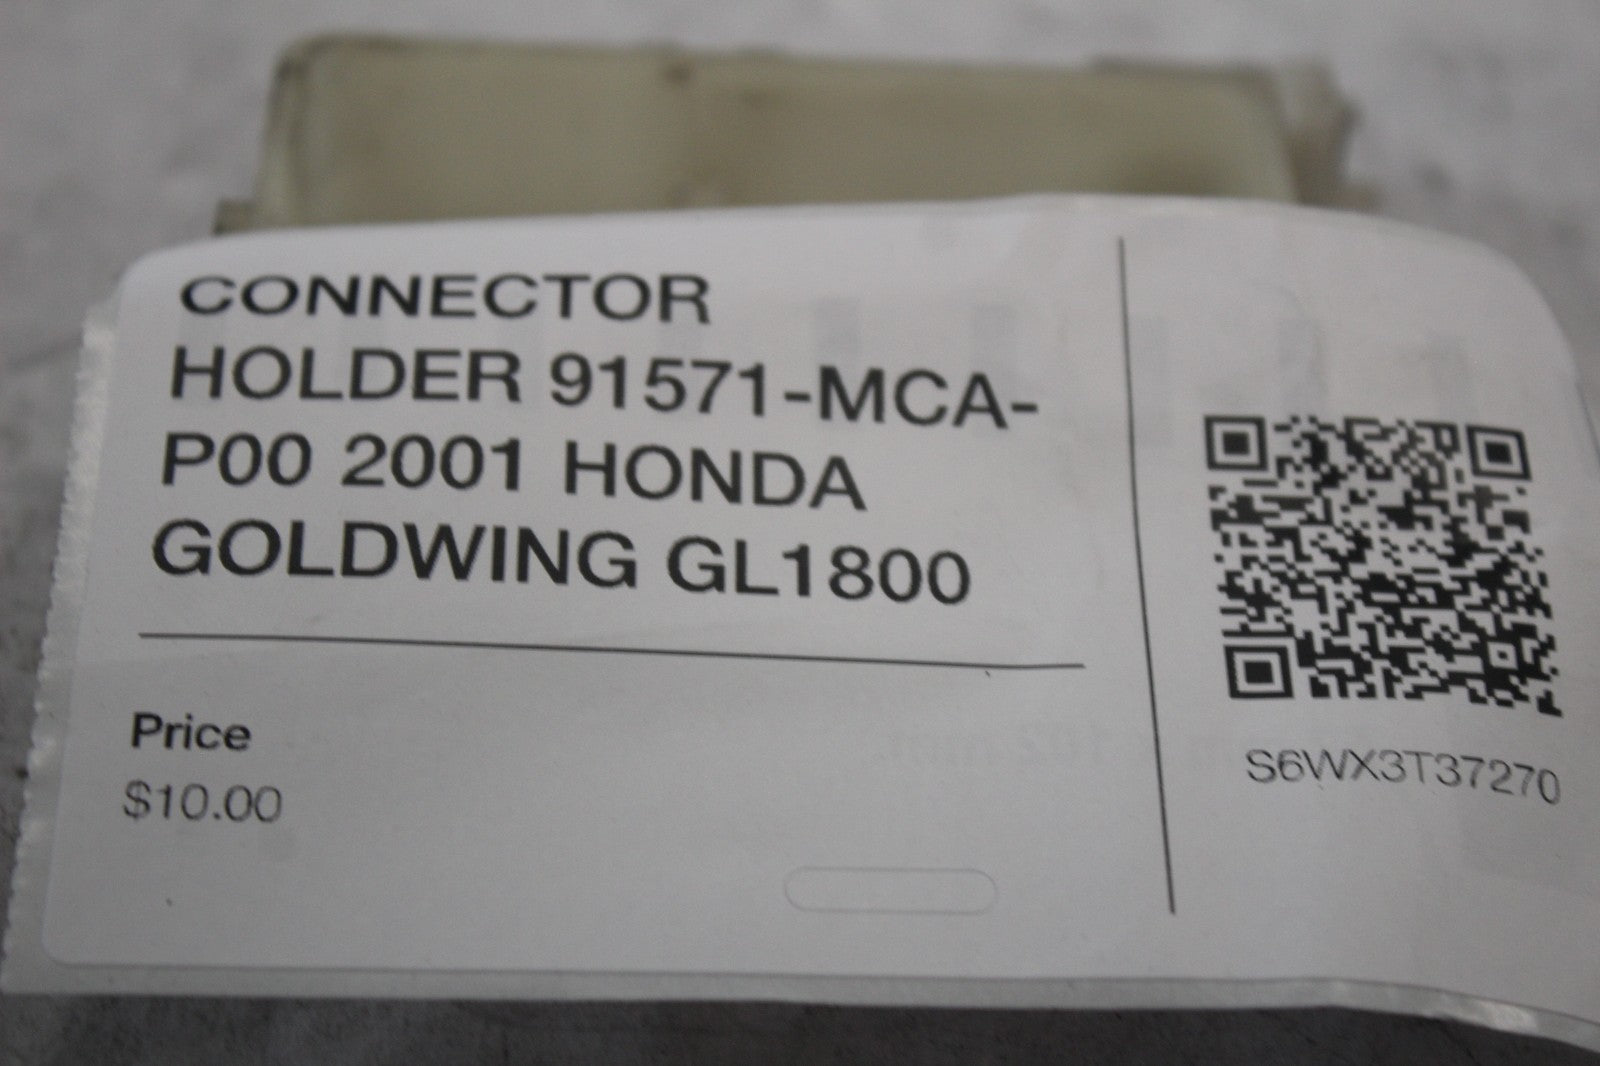 CONNECTOR
HOLDER 91571-MCA-
P00 2001 HONDA
GOLDWING GL1800
Price
$10.00
S6WX3T37270